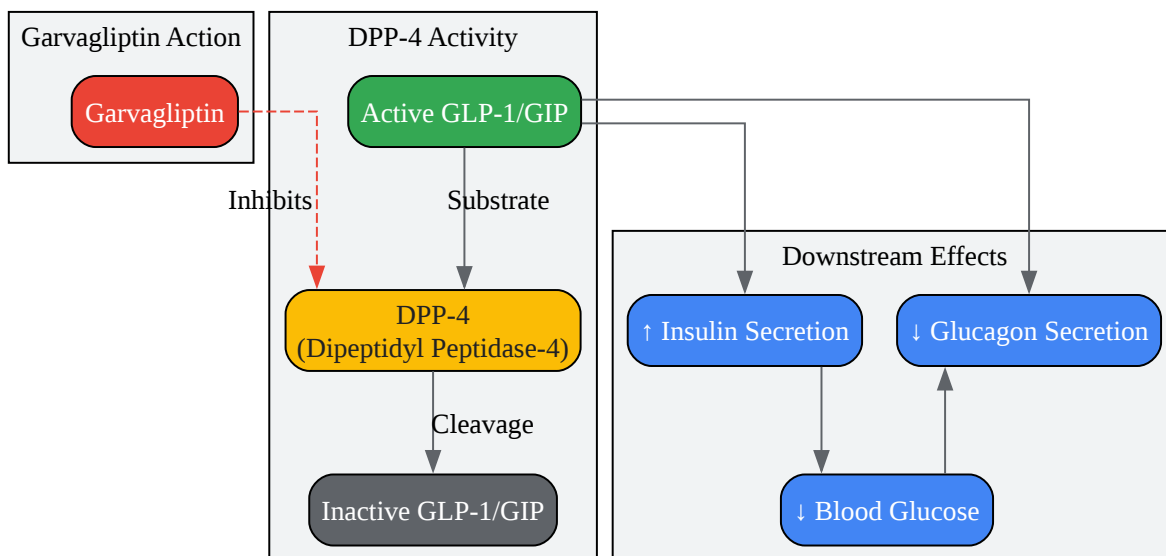 Garvagliptin Action
Garvagliptin
DPP-4 Activity
Active GLP-1/GIP
Inhibits
Substrate
DPP-4
(Dipeptidyl Peptidase-4)
Cleavage
Inactive GLP-1/GIP
Downstream Effects
↑ Insulin Secretion
↓ Glucagon Secretion
↓ Blood Glucose